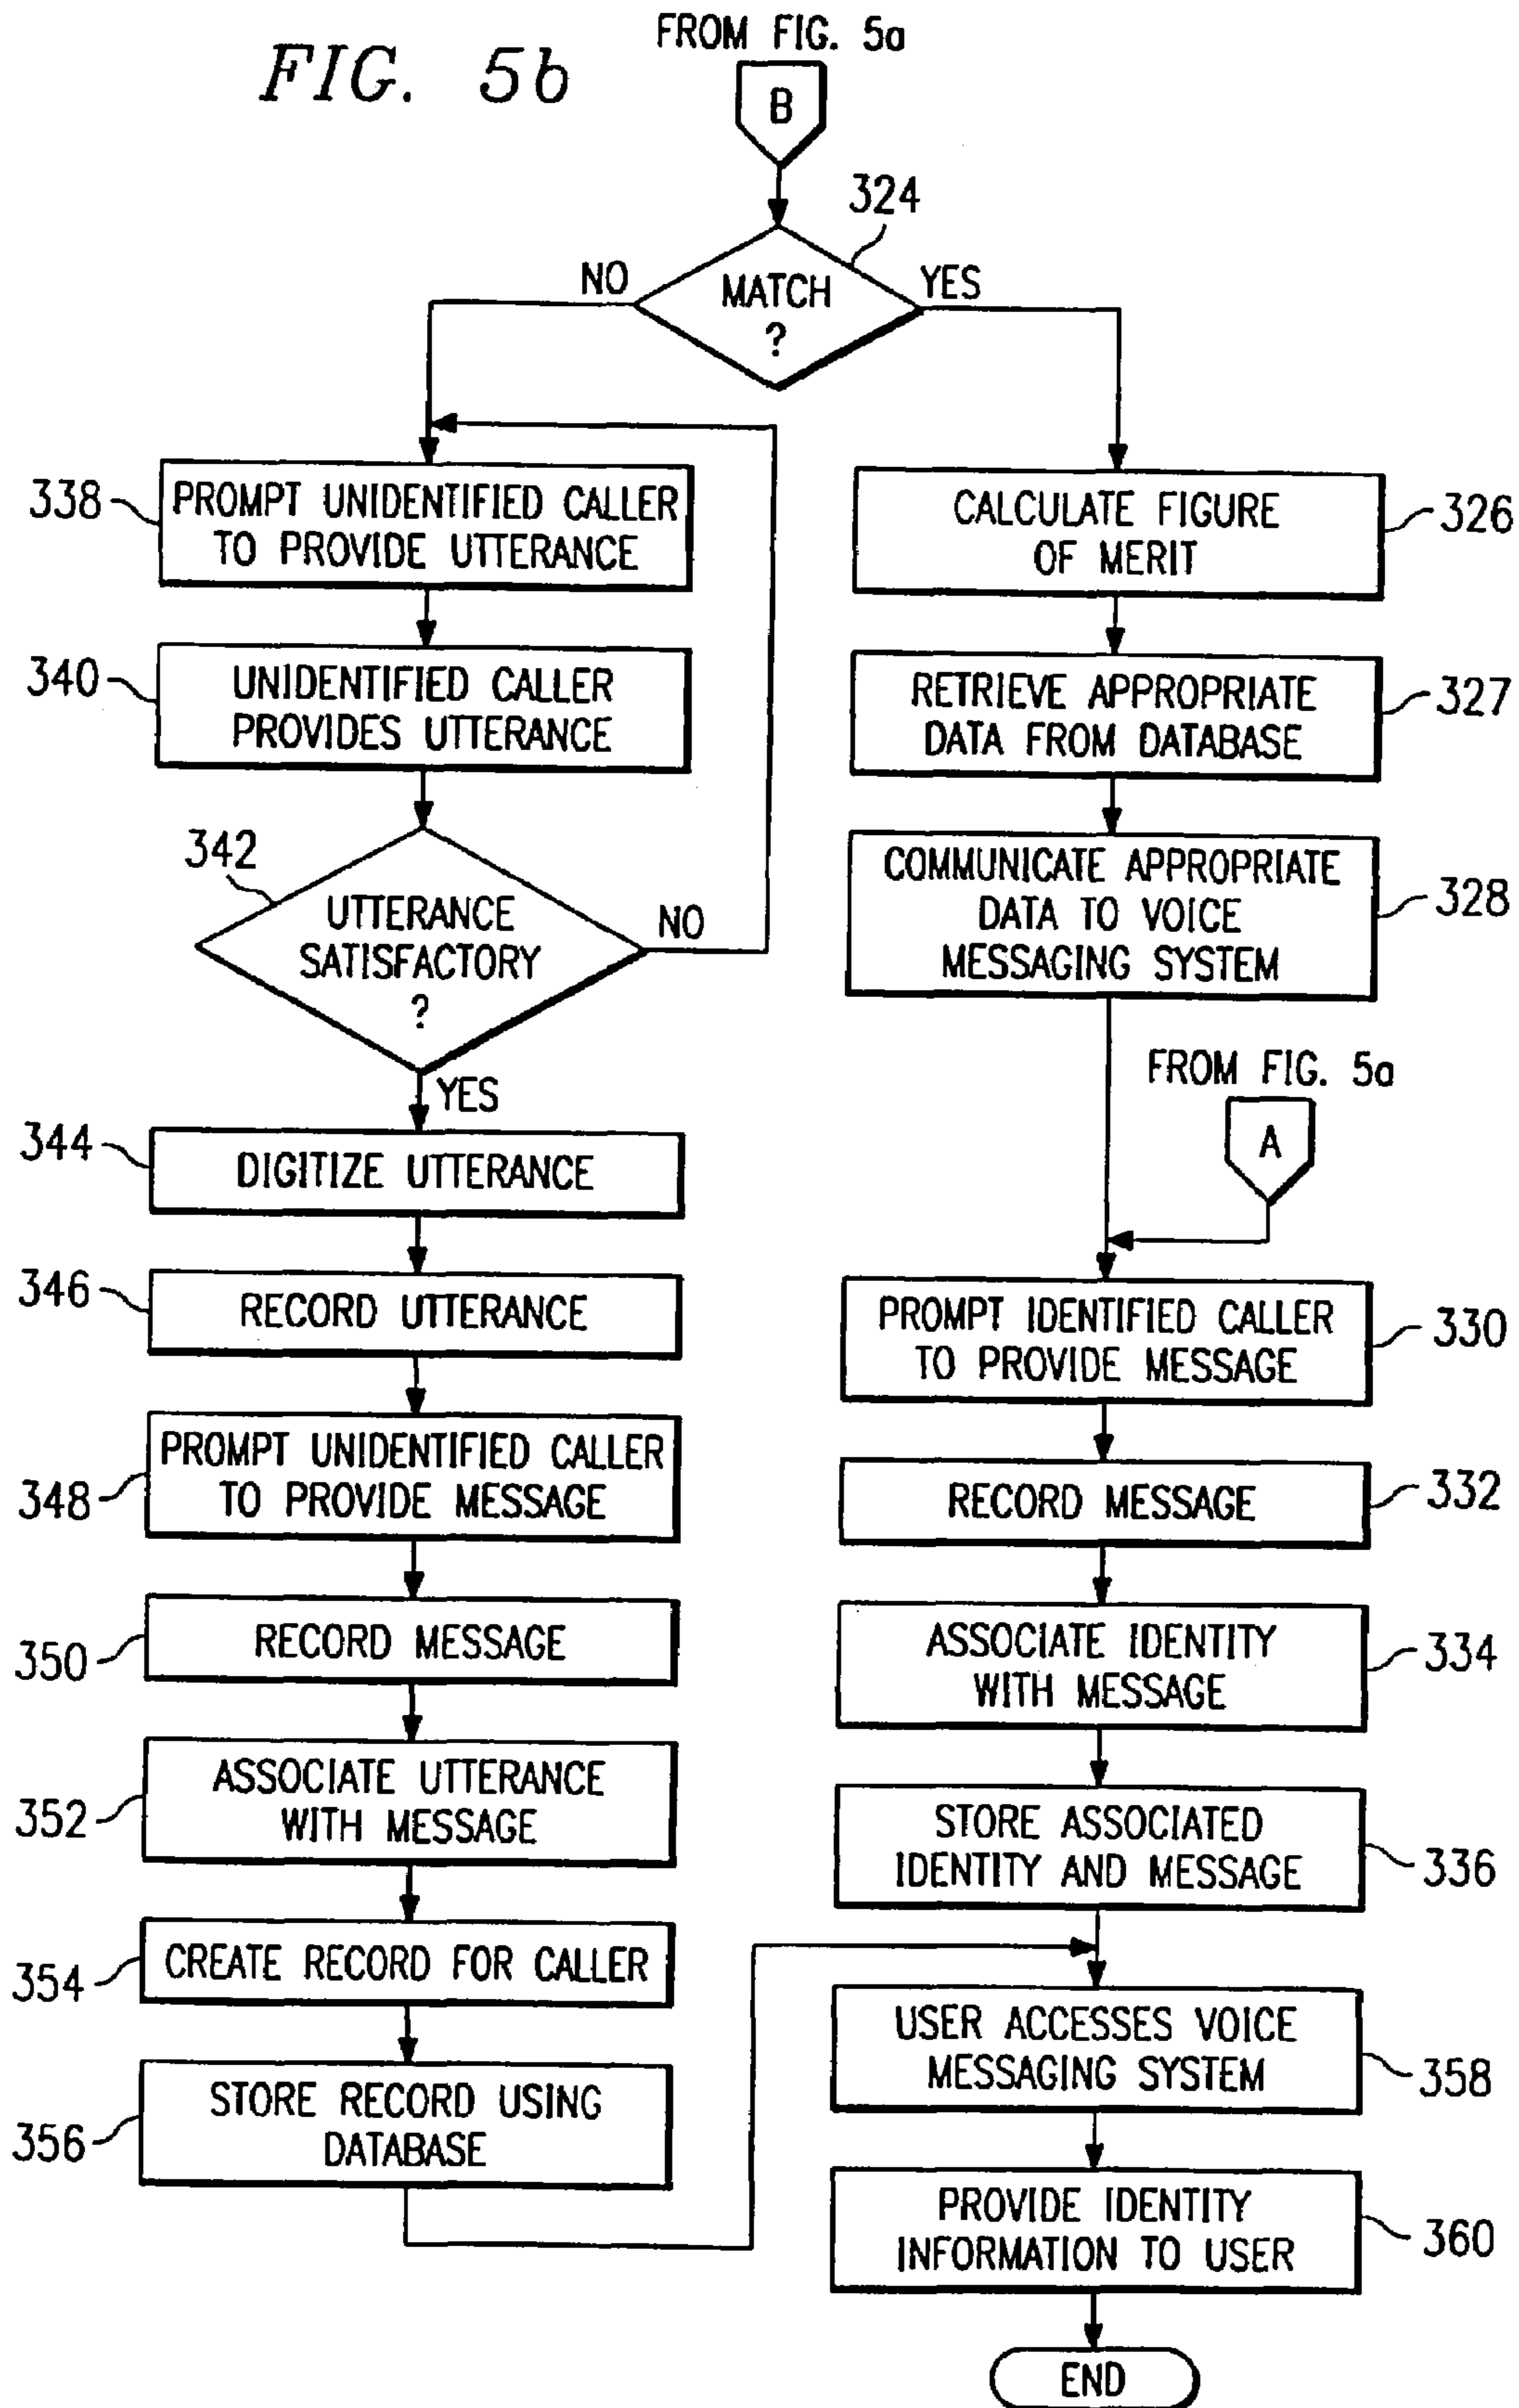 FIG. 5b
FROM FIG. 5a
B
324
MATCH
?
NO
YES
338
PROMPT UNIDENTIFIED CALLER
TO PROVIDE UTTERANCE
340
UNIDENTIFIED CALLER
PROVIDES UTTERANCE
342
UTTERANCE
SATISFACTORY
?
NO
YES
344
DIGITIZE UTTERANCE
346
RECORD UTTERANCE
348
PROMPT UNIDENTIFIED CALLER
TO PROVIDE MESSAGE
350
RECORD MESSAGE
352
ASSOCIATE UTTERANCE
WITH MESSAGE
354
CREATE RECORD FOR CALLER
356
STORE RECORD USING
DATABASE
CALCULATE FIGURE
OF MERIT
326
RETRIEVE APPROPRIATE
DATA FROM DATABASE
327
COMMUNICATE APPROPRIATE
DATA TO VOICE
MESSAGING SYSTEM
328
FROM FIG. 5a
A
PROMPT IDENTIFIED CALLER
TO PROVIDE MESSAGE
330
RECORD MESSAGE
332
ASSOCIATE IDENTITY
WITH MESSAGE
334
STORE ASSOCIATED
IDENTITY AND MESSAGE
336
USER ACCESSES VOICE
MESSAGING SYSTEM
358
PROVIDE IDENTITY
INFORMATION TO USER
360
END